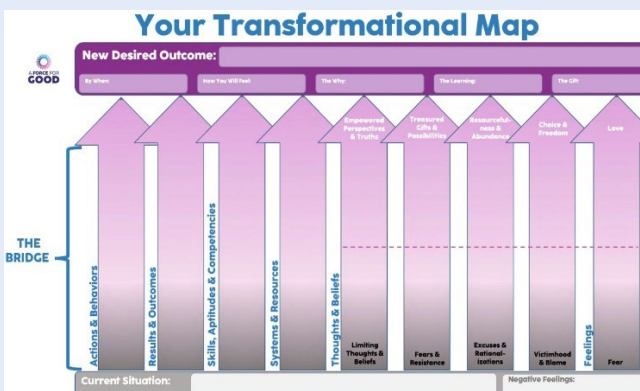 Your Transformational Map
A FORCE FOR
GOOD
New Desired Outcome:
By When:
How You Will Feel:
The Why:
The Learning:
The Gift
Empowered
Perspectives
& Truths
Treasured
Gifts &
Possibilities
Resourceful-
ness &
Abundance
Choice &
Freedom
Love
THE
BRIDGE
Actions & Behaviors
Results & Outcomes
Skills, Aptitudes & Competencies
Systems & Resources
Thoughts & Beliefs
Limiting
Thoughts &
Beliefs
Fears &
Resistance
Excuses &
Rational-
izations
Victimhood
& Blame
Feelings
Fear
Current Situation:
Negative Feelings: